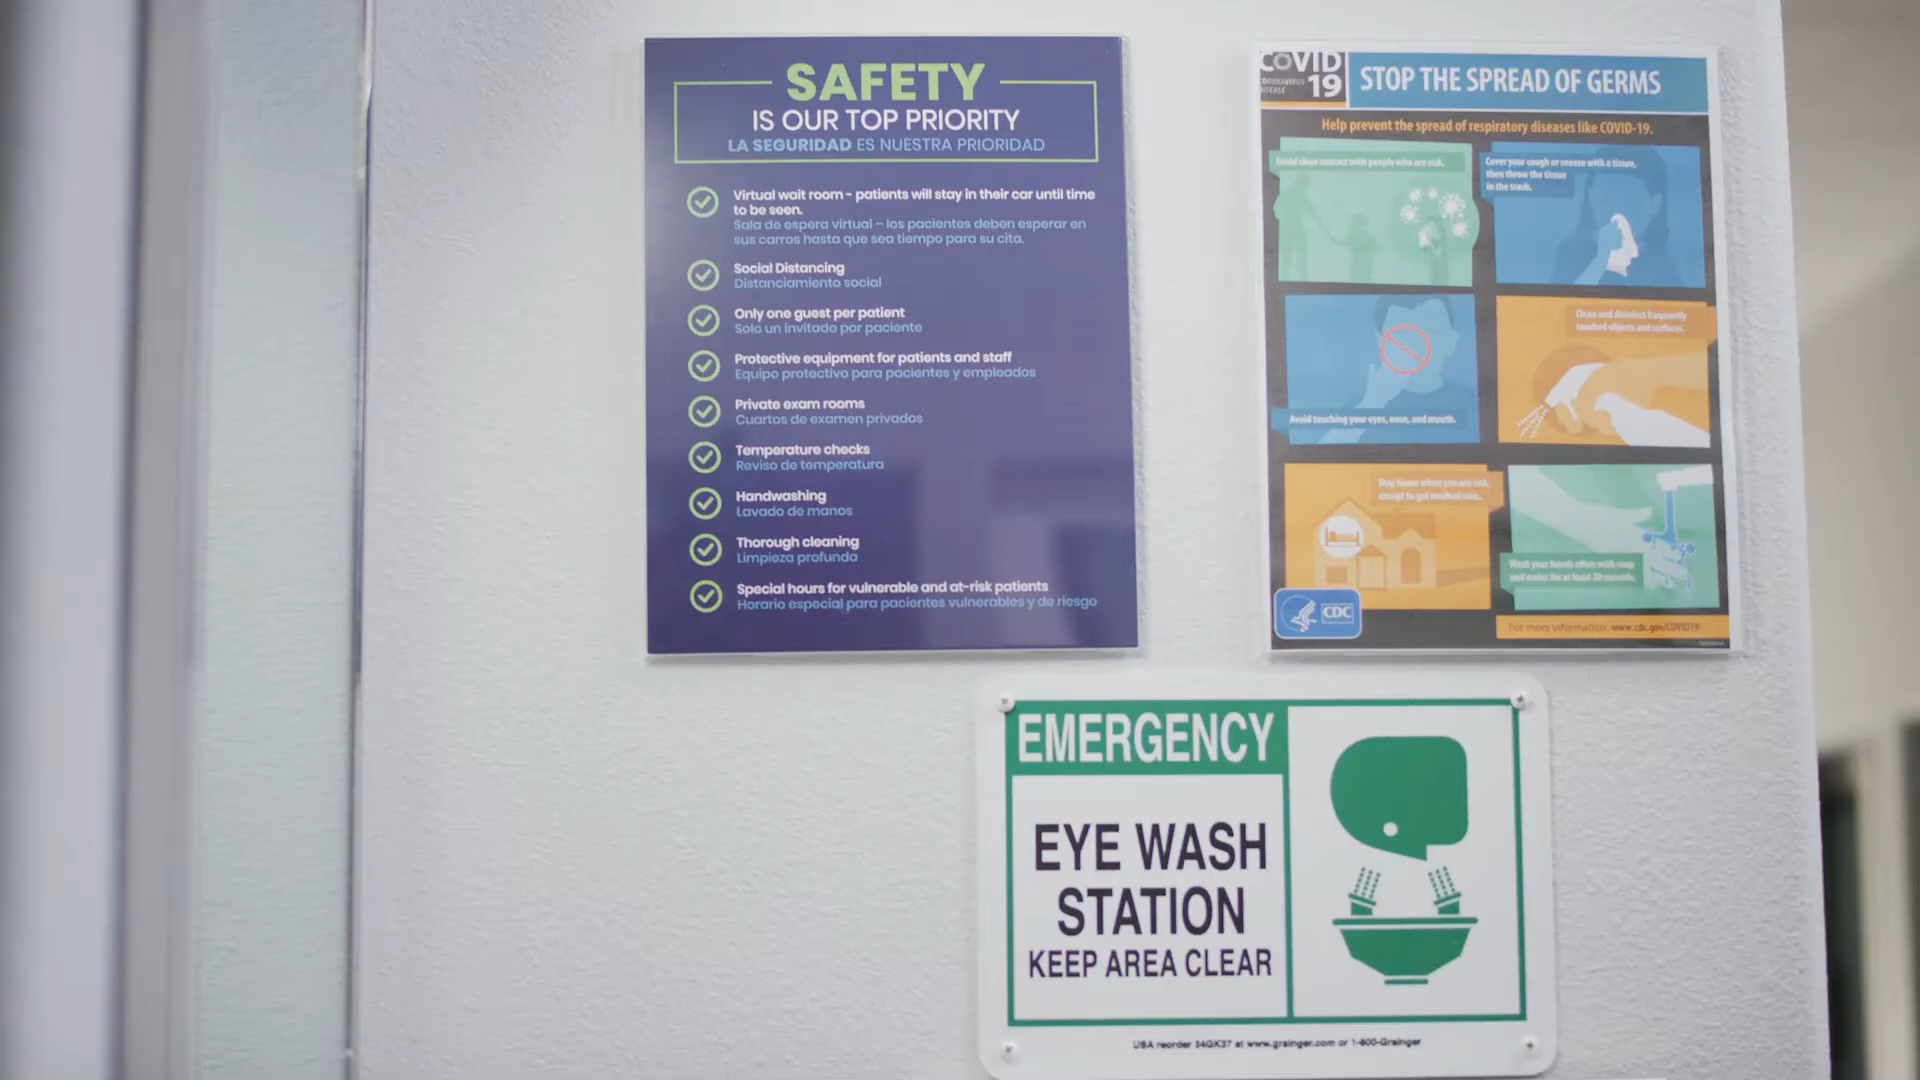 SAFETY
IS OUR TOP PRIORITY
LA SEGURIDAD ES NUESTRA PRIORIDAD
Virtual wait room - patients will stay in their car until time
to be seen.
Sala de espera virtual – los pacientes deben esperar en
sus carros hasta que sea tiempo para su cita.
Social Distancing
Distanciamiento social
Only one guest per patient
Solo un invitado por paciente
Protective equipment for patients and staff
Equipo protectivo para pacientes y empleados
Private exam rooms
Cuartos de examen privados
Temperature checks
Reviso de temperatura
Handwashing
Lavado de manos
Thorough cleaning
Limpieza profunda
Special hours for vulnerable and at-risk patients
Horario especial para pacientes vulnerables y de riesgo
COVID
CORONAVIRUS
DISEASE
19
STOP THE SPREAD OF GERMS
Help prevent the spread of respiratory diseases like COVID-19.
Avoid close contact with people who are sick.
Cover your cough or sneeze with a tissue,
then throw the tissue
in the trash.
Avoid touching your eyes, nose, and mouth.
Clean and disinfect frequently
touched objects and surfaces.
Stay home when you are sick,
except to get medical care.
Wash your hands often with soap
and water for at least 20 seconds.
CDC
For more information: www.cdc.gov/COVID19
EMERGENCY
EYE WASH
STATION
KEEP AREA CLEAR
USA reorder 34GK37 at www.grainger.com or 1-800-Grainger